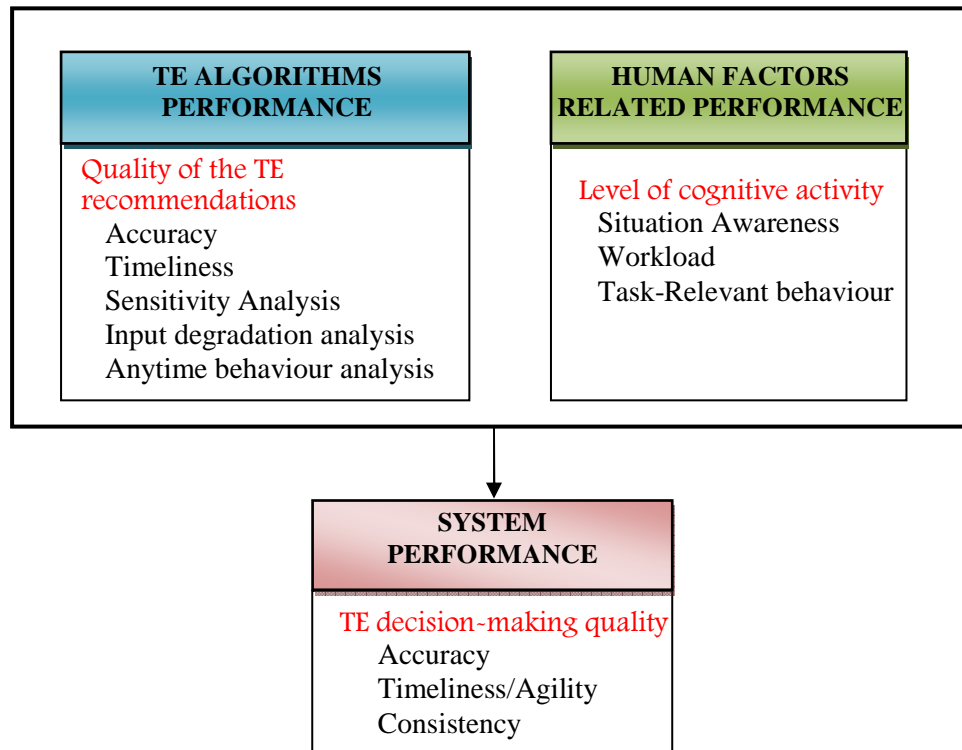 TE ALGORITHMS
PERFORMANCE
Quality of the TE
recommendations
Accuracy
Timeliness
Sensitivity Analysis
Input degradation analysis
Anytime behaviour analysis
HUMAN FACTORS
RELATED PERFORMANCE
Level of cognitive activity
Situation Awareness
Workload
Task-Relevant behaviour
SYSTEM
PERFORMANCE
TE decision-making quality
Accuracy
Timeliness/Agility
Consistency